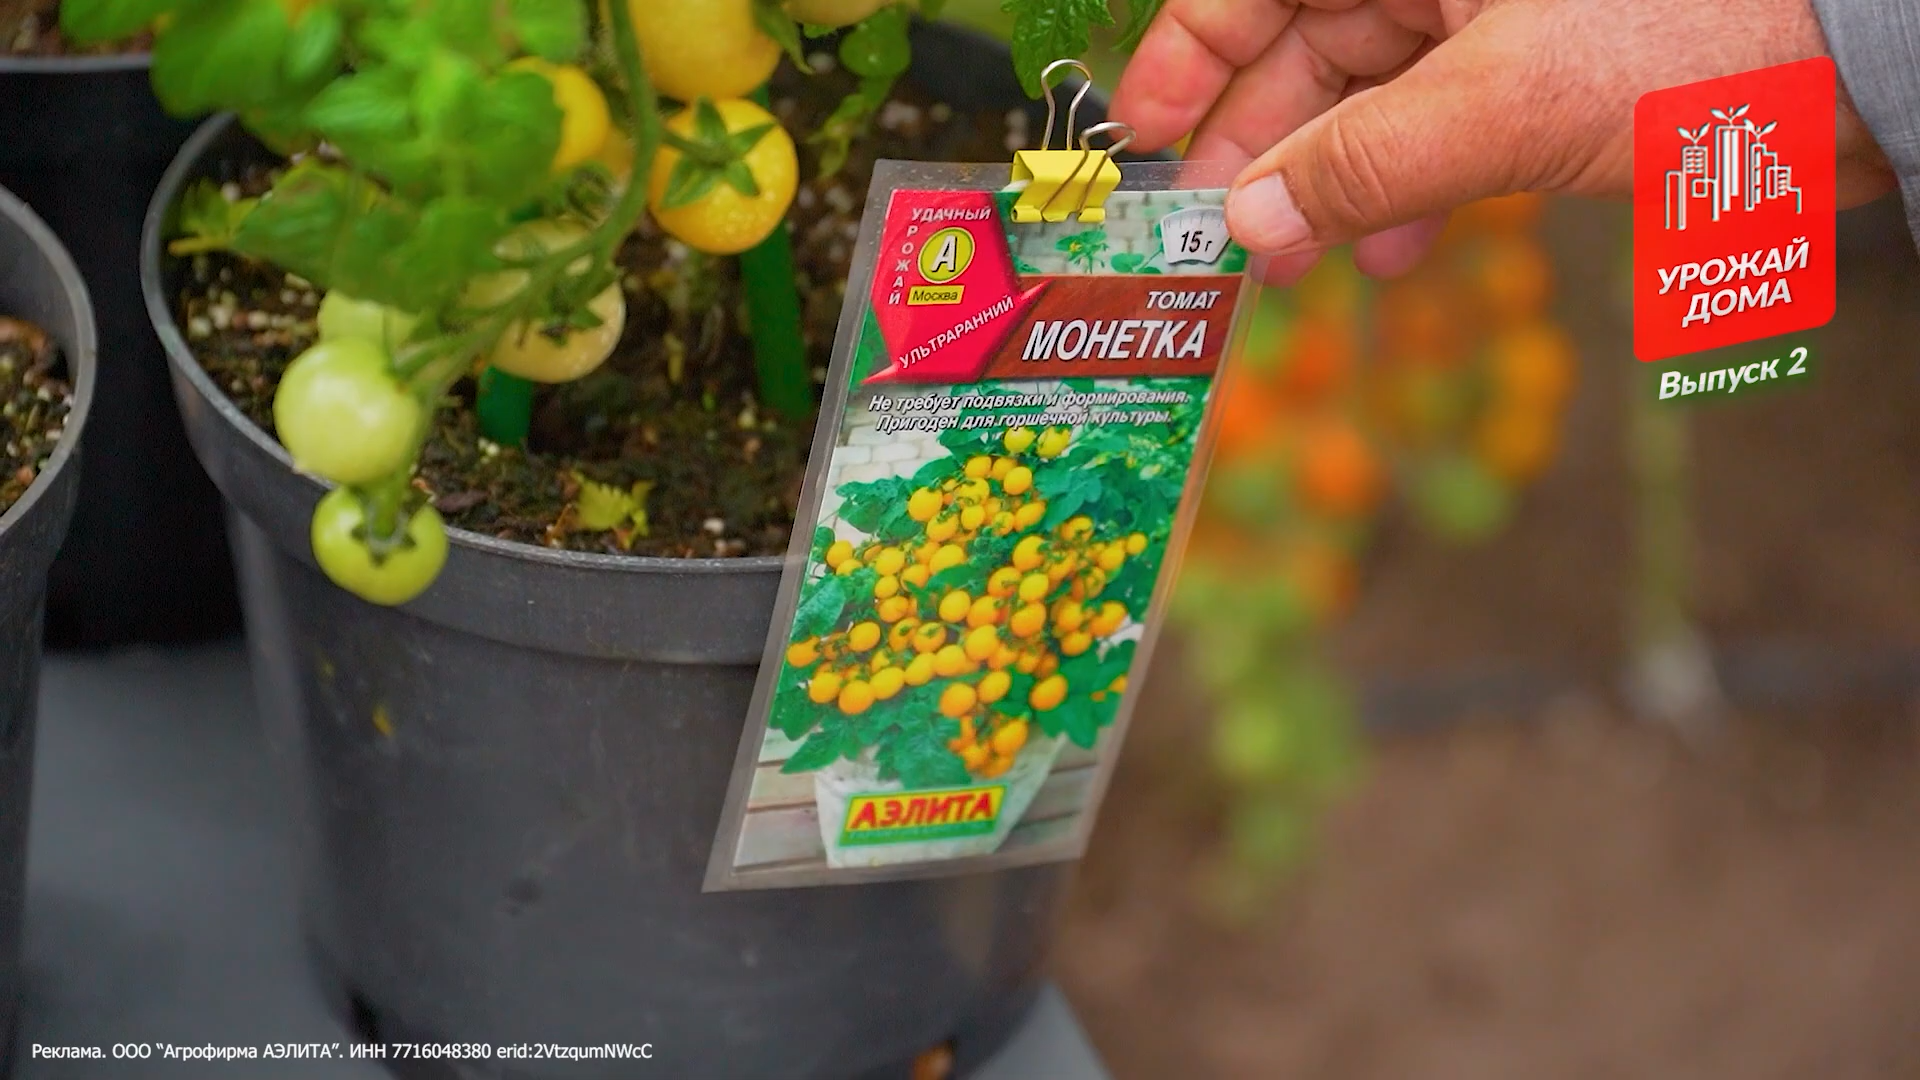 УДАЧНЫЙ
УРОЖАЙ
А
Москва
УЛЬТРАРАННИЙ
15 г
ТОМАТ
МОНЕТКА
Не требует подвязки и формирования.
Пригоден для горшечной культуры.
АЭЛИТА
УРОЖАЙ
ДОМА
Выпуск 2
Реклама. ООО “Агрофирма АЭЛИТА”. ИНН 7716048380 erid:2VtzqumNWcC